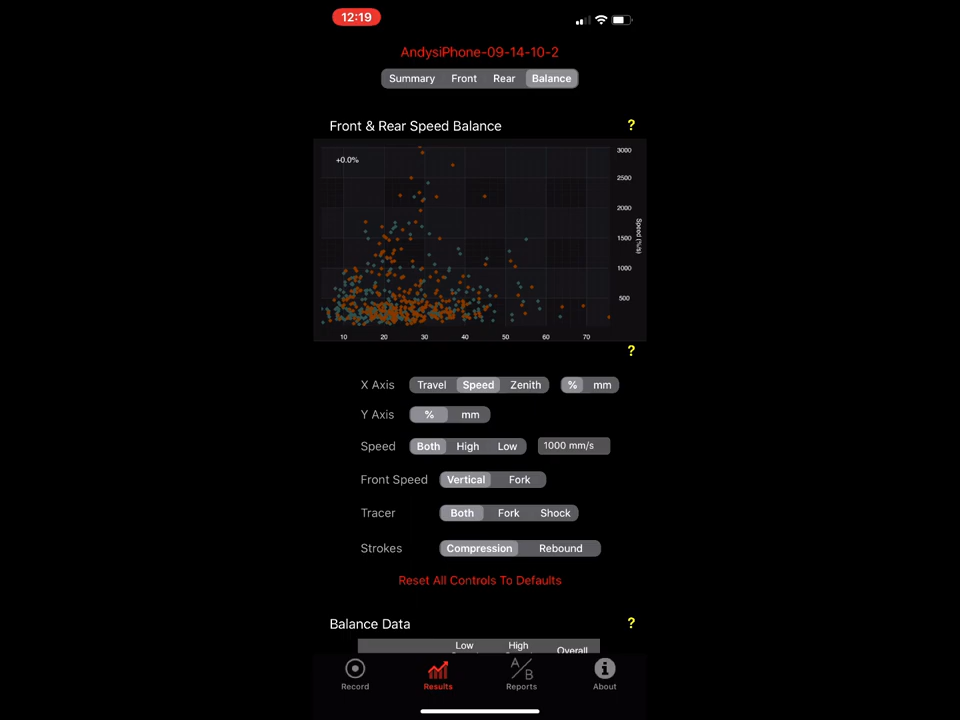 12:19
AndysiPhone-09-14-10-2
Summary Front Rear Balance
Front & Rear Speed Balance ?
+0.0%
3000
2500
2000
1500
1000
500
Speed (%/s)
10 20 30 40 50 60 70
?
X Axis Travel Speed Zenith % mm
Y Axis % mm
Speed Both High Low 1000 mm/s
Front Speed Vertical Fork
Tracer Both Fork Shock
Strokes Compression Rebound
Reset All Controls To Defaults
Balance Data ?
Low High Overall
Record Results A/B Reports About